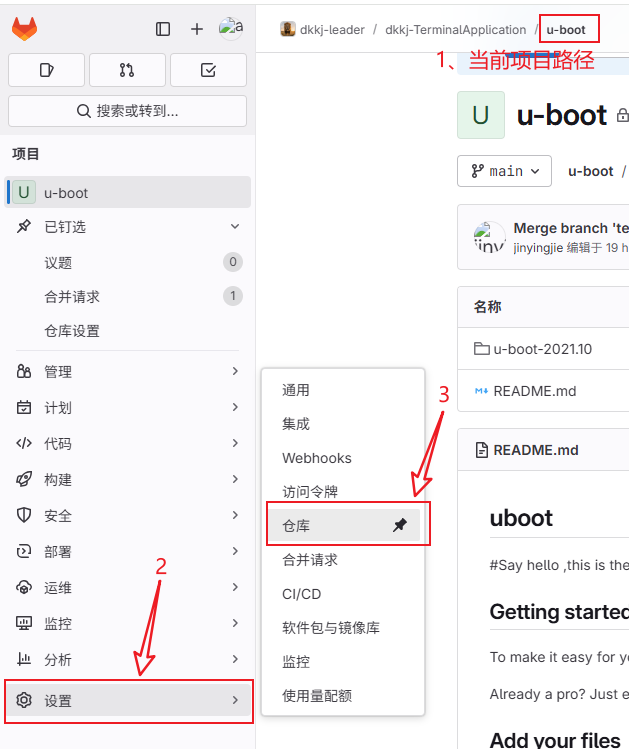 a
搜索或转到...
项目
U u-boot
已钉选
议题 0
合并请求 1
仓库设置
管理
计划
代码
构建
安全
部署
运维
监控
分析
2
设置
通用
集成
Webhooks
访问令牌
3
仓库
合并请求
CI/CD
软件包与镜像库
监控
使用量配额
dkkj-leader / dkkj-TerminalApplication / u-boot
1、当前项目路径
U u-boot
main u-boot /
Merge branch 'te
jinyingjie 编辑于 19 h
名称
u-boot-2021.10
README.md
README.md
uboot
#Say hello ,this is the
Getting started
To make it easy for yo
Already a pro? Just e
Add your files